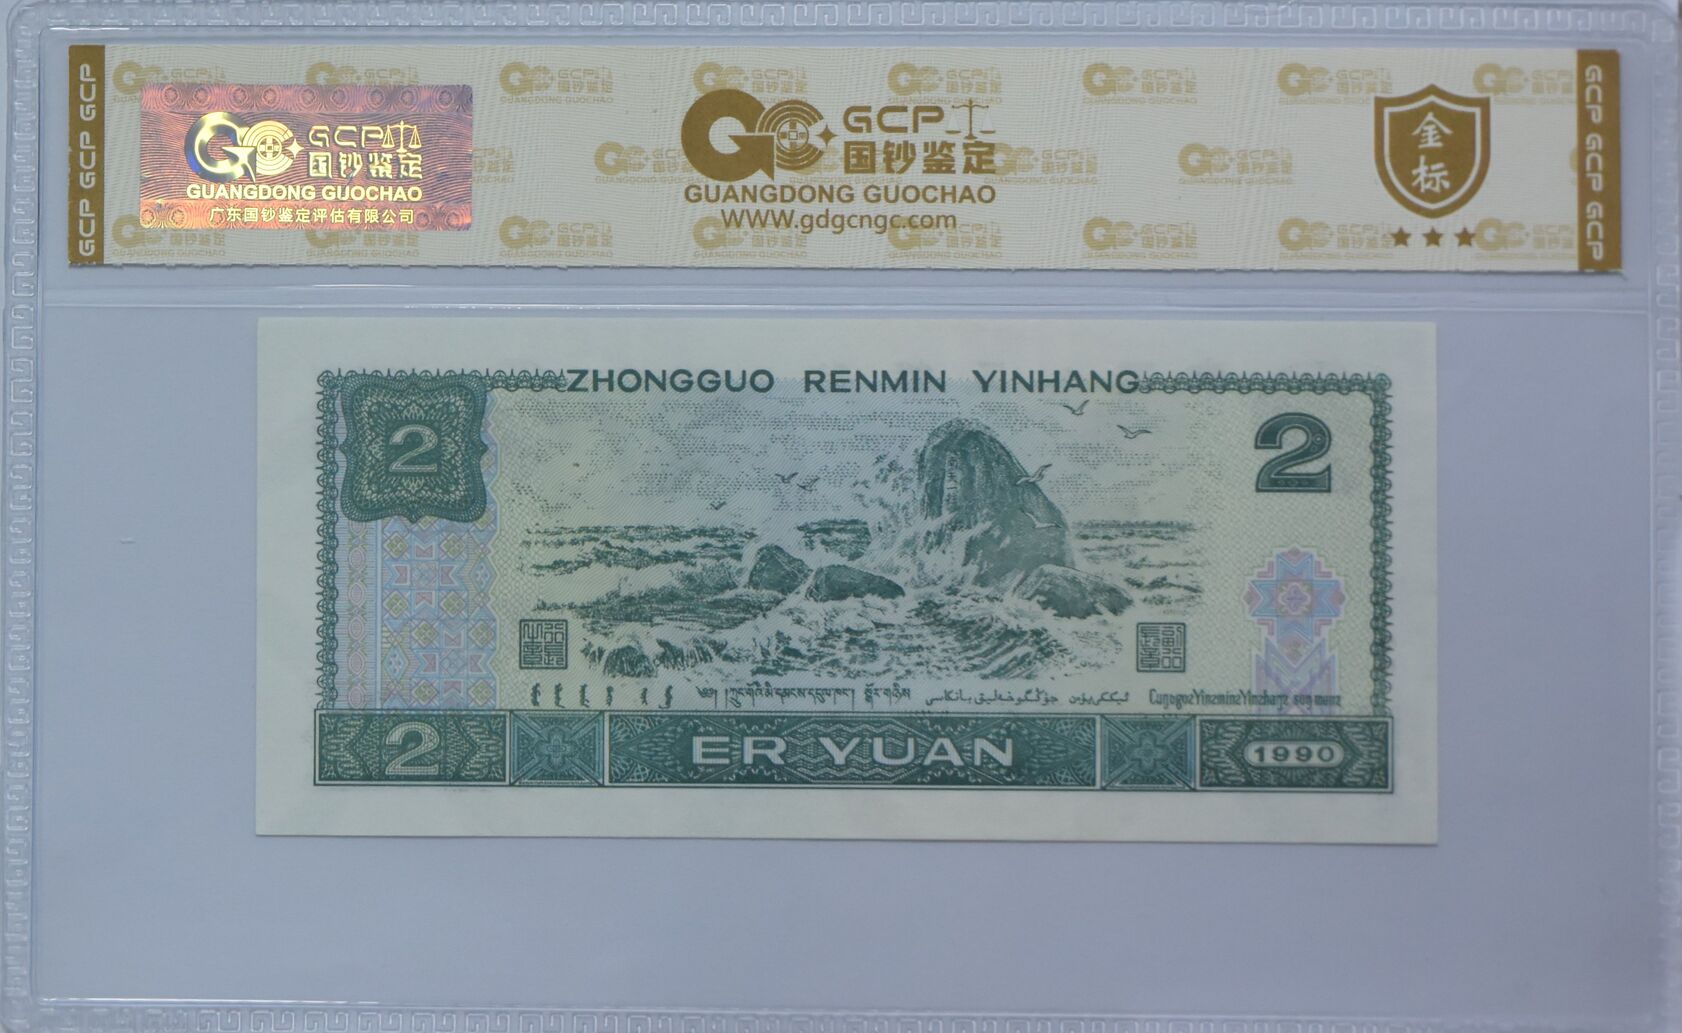 GCP GCP GCP
GCP
国钞鉴定
GUANGDONG GUOCHAO
广东国钞鉴定评估有限公司
GCP
国钞鉴定
GUANGDONG GUOCHAO
WWW.gdgcngc.com
金标
GCP GCP GCP
ZHONGGUO RENMIN YINHANG
2
2
2
ER YUAN
1990